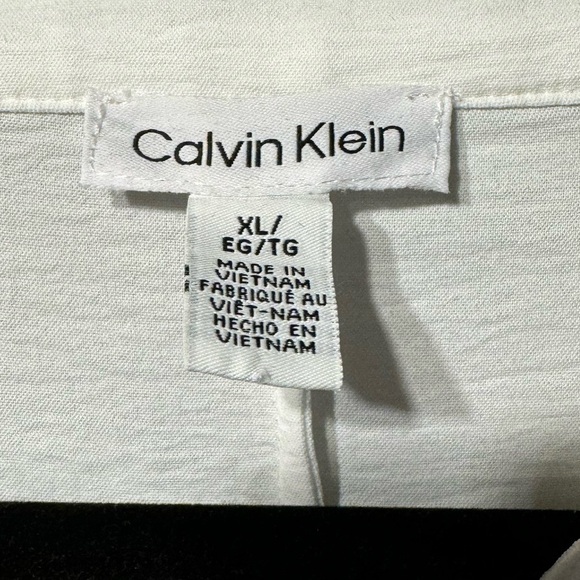 Calvin Klein
XL/
EG/TG
MADE IN
VIETNAM
FABRIQUÉ AU
VIÊT-NAM
HECHO EN
VIETNAM